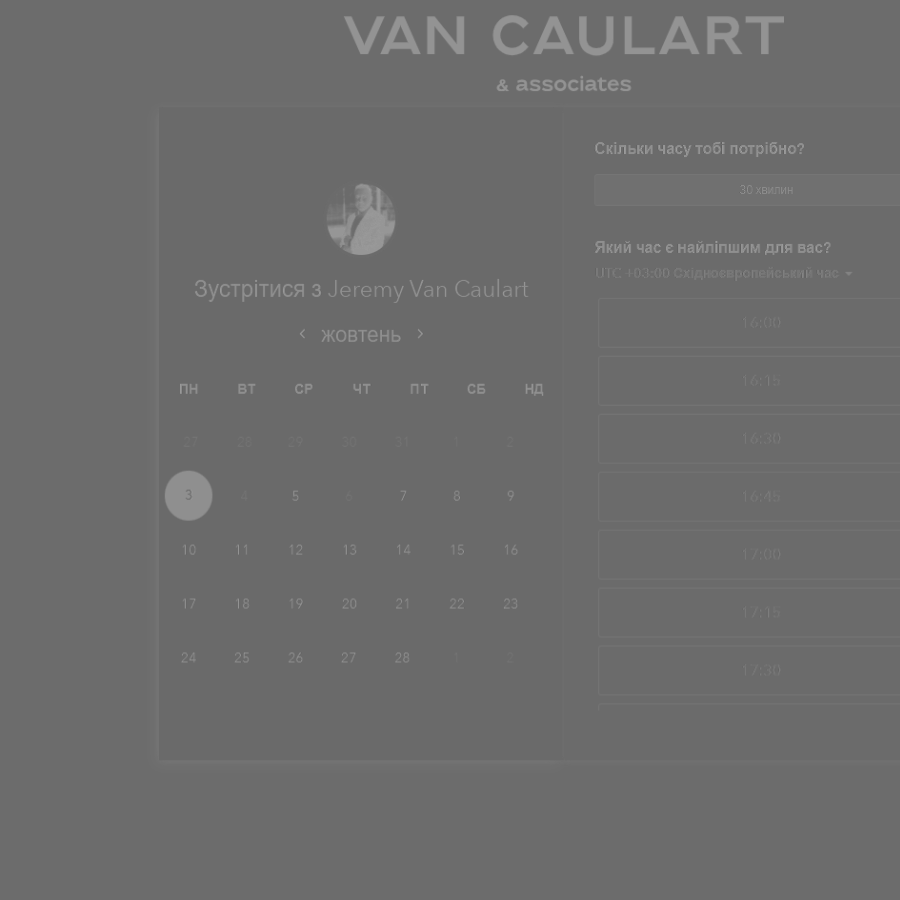 VAN CAULART
& associates
Зустрітися з Jeremy Van Caulart
жовтень
ПН ВТ СР ЧТ ПТ СБ НД
27 28 29 30 31 1 2
3 4 5 6 7 8 9
10 11 12 13 14 15 16
17 18 19 20 21 22 23
24 25 26 27 28 1 2
Скільки часу тобі потрібно?
30 хвилин
Який час є найліпшим для вас?
UTC +03:00 Східноєвропейський час
16:00
16:15
16:30
16:45
17:00
17:15
17:30